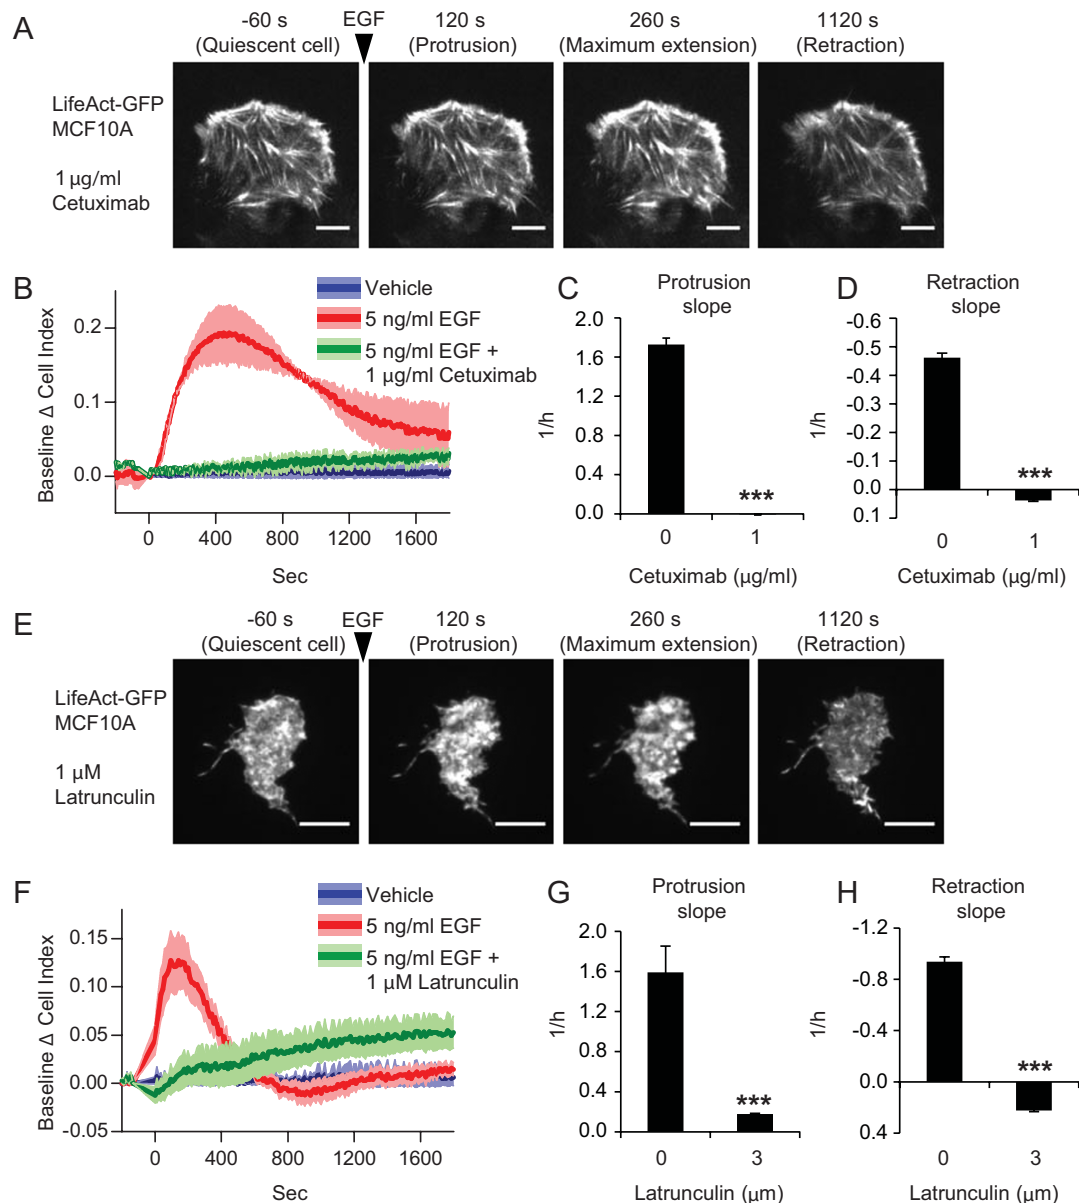 A
-60 s
(Quiescent cell)
EGF
120 s
(Protrusion)
260 s
(Maximum extension)
1120 s
(Retraction)
LifeAct-GFP
MCF10A
1 μg/ml
Cetuximab
B
Vehicle
5 ng/ml EGF
5 ng/ml EGF +
1 μg/ml Cetuximab
Baseline Δ Cell Index
0.2
0.1
0.0
0 400 800 1200 1600
Sec
C
Protrusion
slope
1/h
2.0
1.6
1.2
0.8
0.4
0.0
***
0 1
Cetuximab (μg/ml)
D
Retraction
slope
1/h
-0.6
-0.5
-0.4
-0.3
-0.2
-0.1
0.0
0.1
***
0 1
Cetuximab (μg/ml)
E
-60 s
(Quiescent cell)
EGF
120 s
(Protrusion)
260 s
(Maximum extension)
1120 s
(Retraction)
LifeAct-GFP
MCF10A
1 μM
Latrunculin
F
Vehicle
5 ng/ml EGF
5 ng/ml EGF +
1 μM Latrunculin
Baseline Δ Cell Index
0.15
0.10
0.05
0.00
-0.05
0 400 800 1200 1600
Sec
G
Protrusion
slope
1/h
2.0
1.6
1.2
0.8
0.4
0.0
***
0 3
Latrunculin (μm)
H
Retraction
slope
1/h
-1.2
-0.8
-0.4
0.0
0.4
***
0 3
Latrunculin (μm)